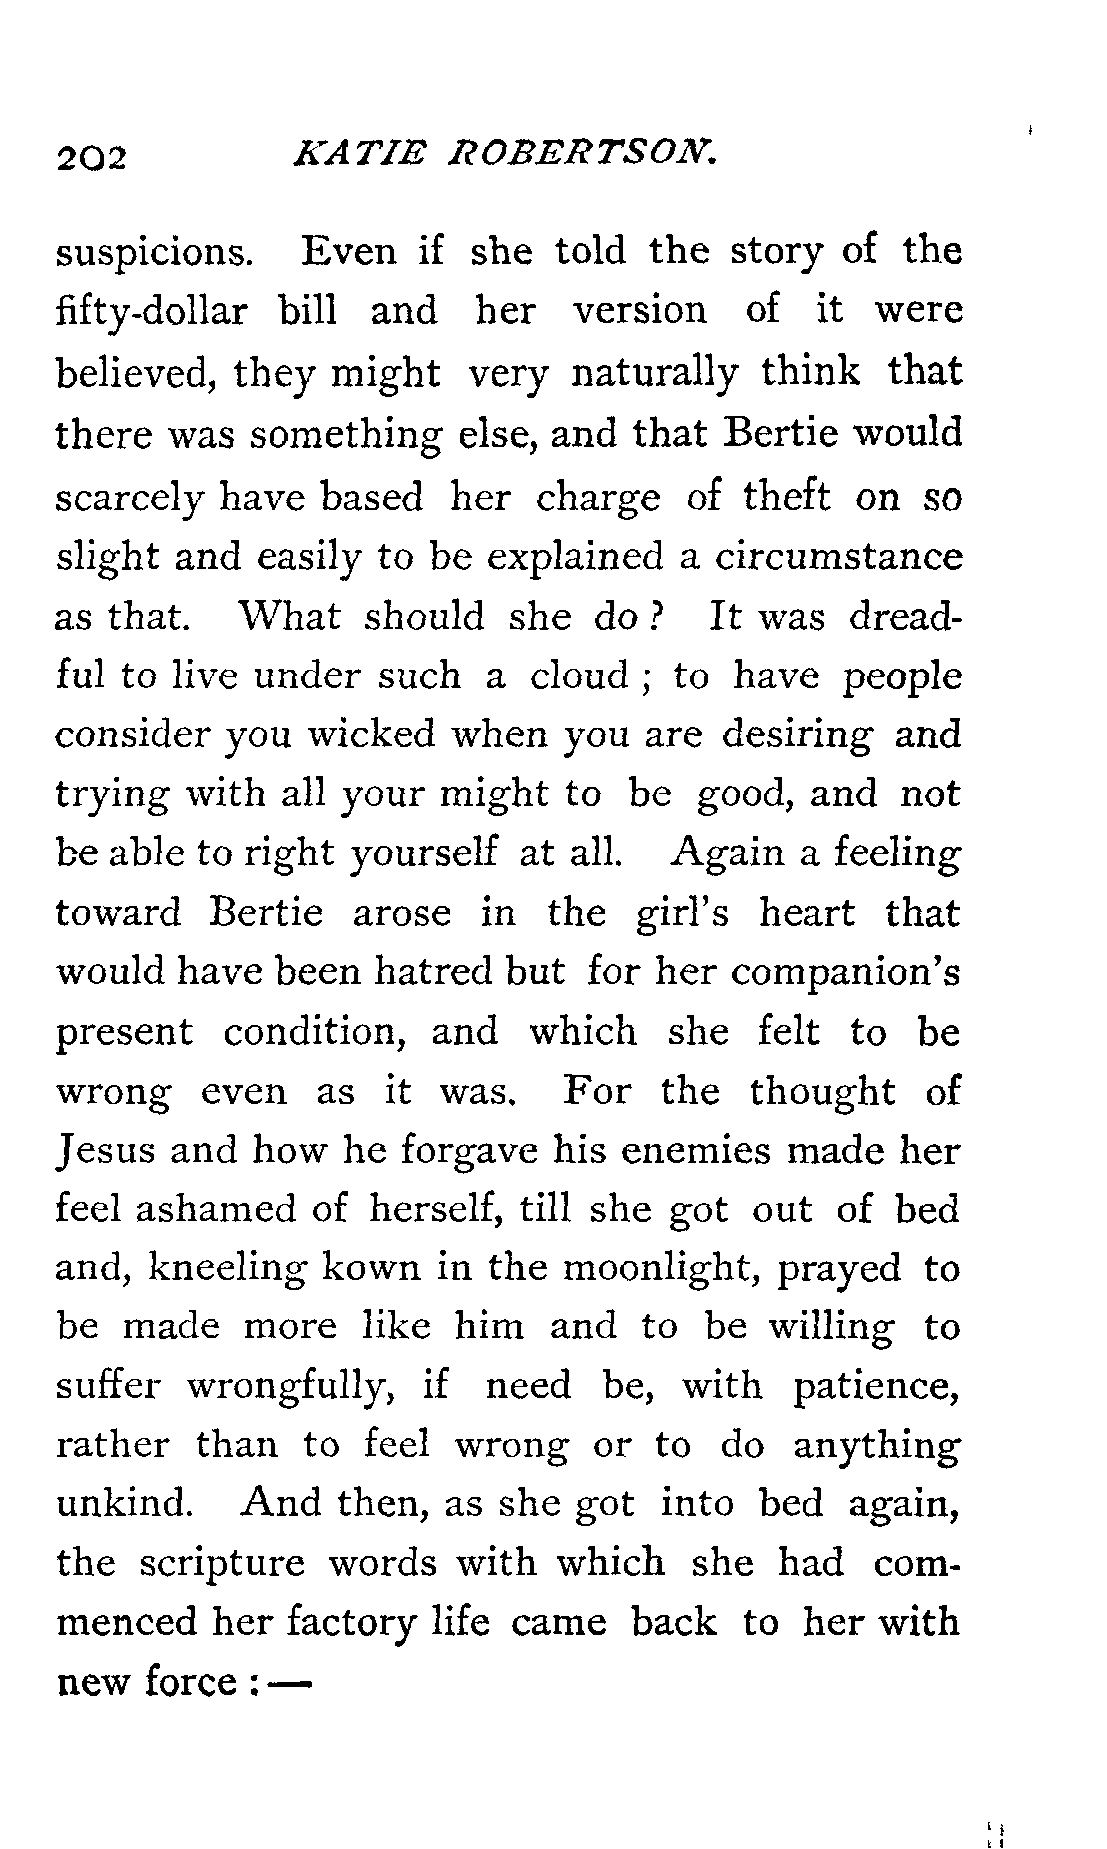 202 KATIE ROBERTSON.
suspicions. Even if she told the story of the
fifty-dollar bill and her version of it were
believed, they might very naturally think that
there was something else, and that Bertie would
scarcely have based her charge of theft on so
slight and easily to be explained a circumstance
as that. What should she do ? It was dread-
ful to live under such a cloud ; to have people
consider you wicked when you are desiring and
trying with all your might to be good, and not
be able to right yourself at all. Again a feeling
toward Bertie arose in the girl's heart that
would have been hatred but for her companion's
present condition, and which she felt to be
wrong even as it was. For the thought of
Jesus and how he forgave his enemies made her
feel ashamed of herself, till she got out of bed
and, kneeling kown in the moonlight, prayed to
be made more like him and to be willing to
suffer wrongfully, if need be, with patience,
rather than to feel wrong or to do anything
unkind. And then, as she got into bed again,
the scripture words with which she had com-
menced her factory life came back to her with
new force :—